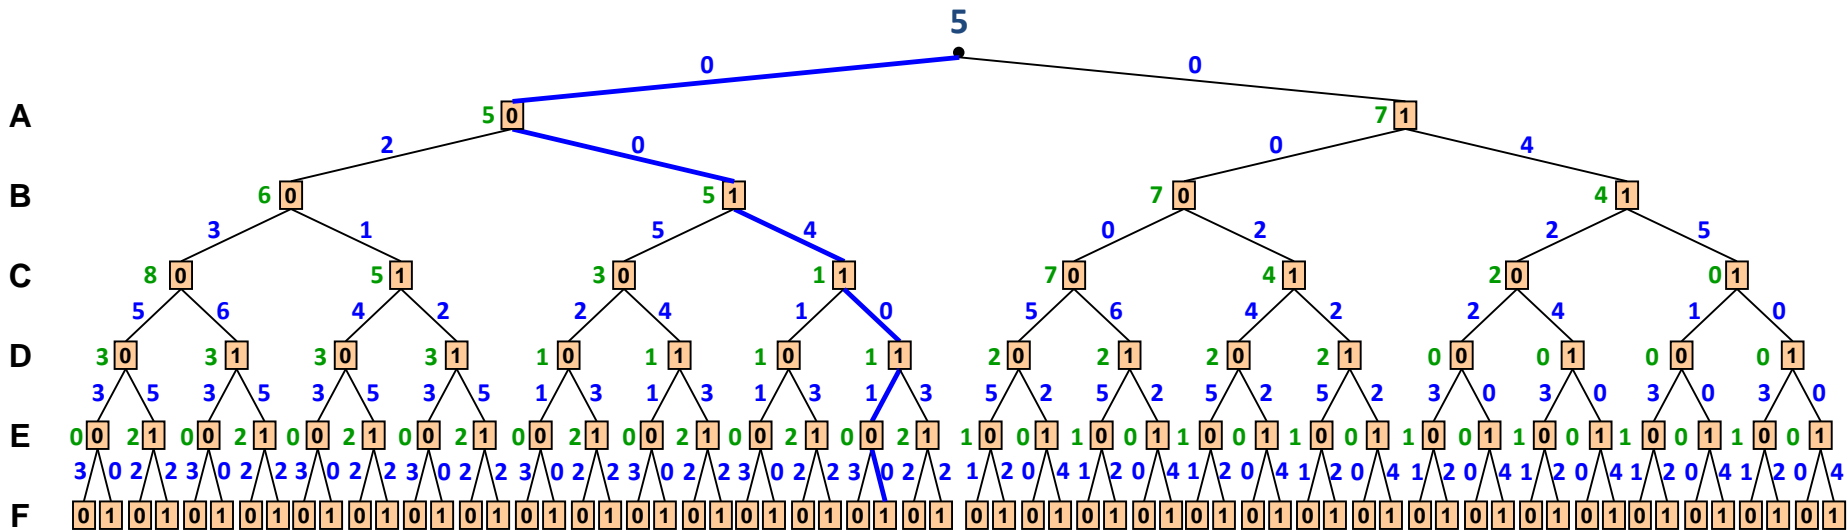 5
0 0
A 5 0 7 1
2 0 0 4
B 6 0 5 1 7 0 4 1
3 1 5 4 0 2 2 5
C 8 0 5 1 3 0 1 1 7 0 4 1 2 0 0 1
5 6 4 2 2 4 1 0 5 6 4 2 2 4 1 0
D 3 0 3 1 3 0 3 1 1 0 1 1 1 0 1 1 2 0 2 1 2 0 2 1 0 0 0 1 0 0 0 1
3 5 3 5 3 5 3 5 1 3 1 3 1 3 1 3 5 2 5 2 5 2 5 2 3 0 3 0 3 0 3 0
E 0 0 2 1 0 0 2 1 0 0 2 1 0 0 2 1 0 0 2 1 0 0 2 1 0 0 2 1 0 0 2 1 1 0 0 1 1 0 0 1 1 0 0 1 1 0 0 1 1 0 0 1 1 0 0 1 1 0 0 1 1 0 0 1
3 0 2 2 3 0 2 2 3 0 2 2 3 0 2 2 3 0 2 2 3 0 2 2 3 0 2 2 3 0 2 2 1 2 0 4 1 2 0 4 1 2 0 4 1 2 0 4 1 2 0 4 1 2 0 4 1 2 0 4 1 2 0 4
F 0 1 0 1 0 1 0 1 0 1 0 1 0 1 0 1 0 1 0 1 0 1 0 1 0 1 0 1 0 1 0 1 0 1 0 1 0 1 0 1 0 1 0 1 0 1 0 1 0 1 0 1 0 1 0 1 0 1 0 1 0 1 0 1